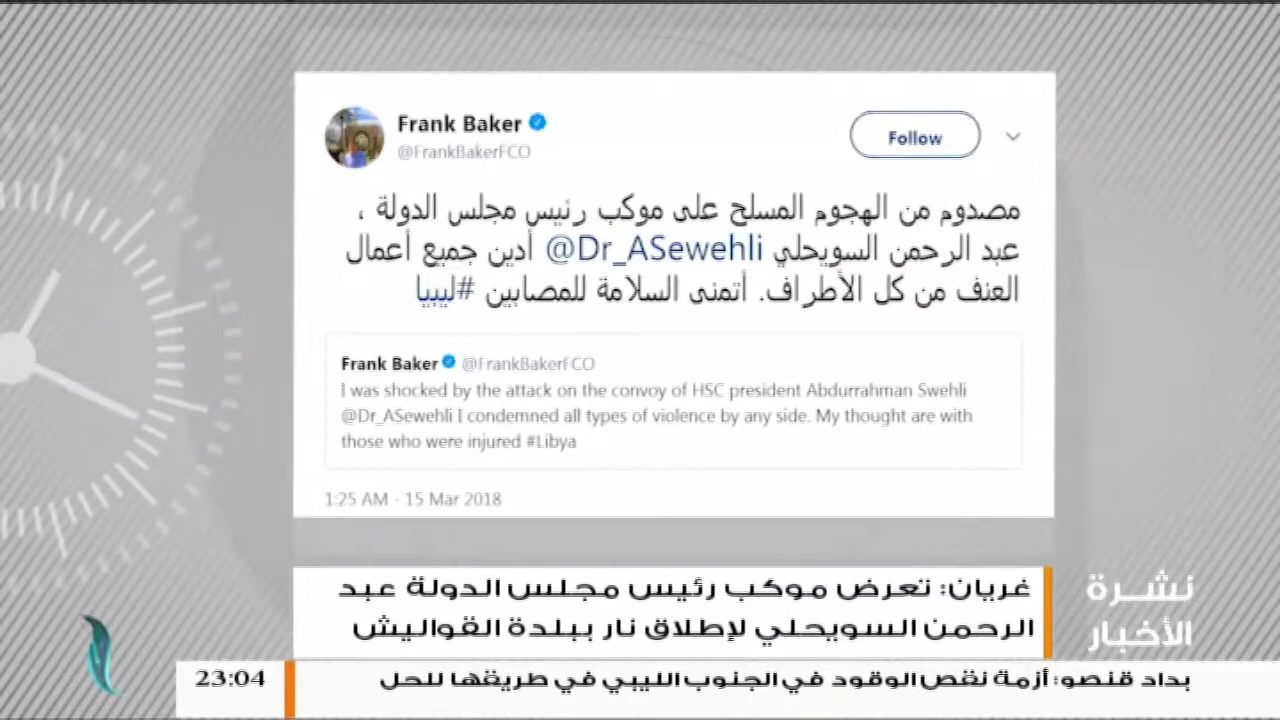 Frank Baker
@FrankBakerFCO
Follow
مصدوم من الهجوم المسلح على موكب رئيس مجلس الدولة ،
عبد الرحمن السويحلي @Dr_ASewehli أدين جميع أعمال
العنف من كل الأطراف. أتمنى السلامة للمصابين #ليبيا
Frank Baker @FrankBakerFCO
I was shocked by the attack on the convoy of HSC president Abdurrahman Swehli
@Dr_ASewehli I condemned all types of violence by any side. My thought are with
those who were injured #Libya
1:25 AM - 15 Mar 2018
غريان: تعرض موكب رئيس مجلس الدولة عبد
الرحمن السويحلي لإطلاق نار ببلدة القواليش
نشرة
الأخبار
بداد قنصو: أزمة نقص الوقود في الجنوب الليبي في طريقها للحل
23:04